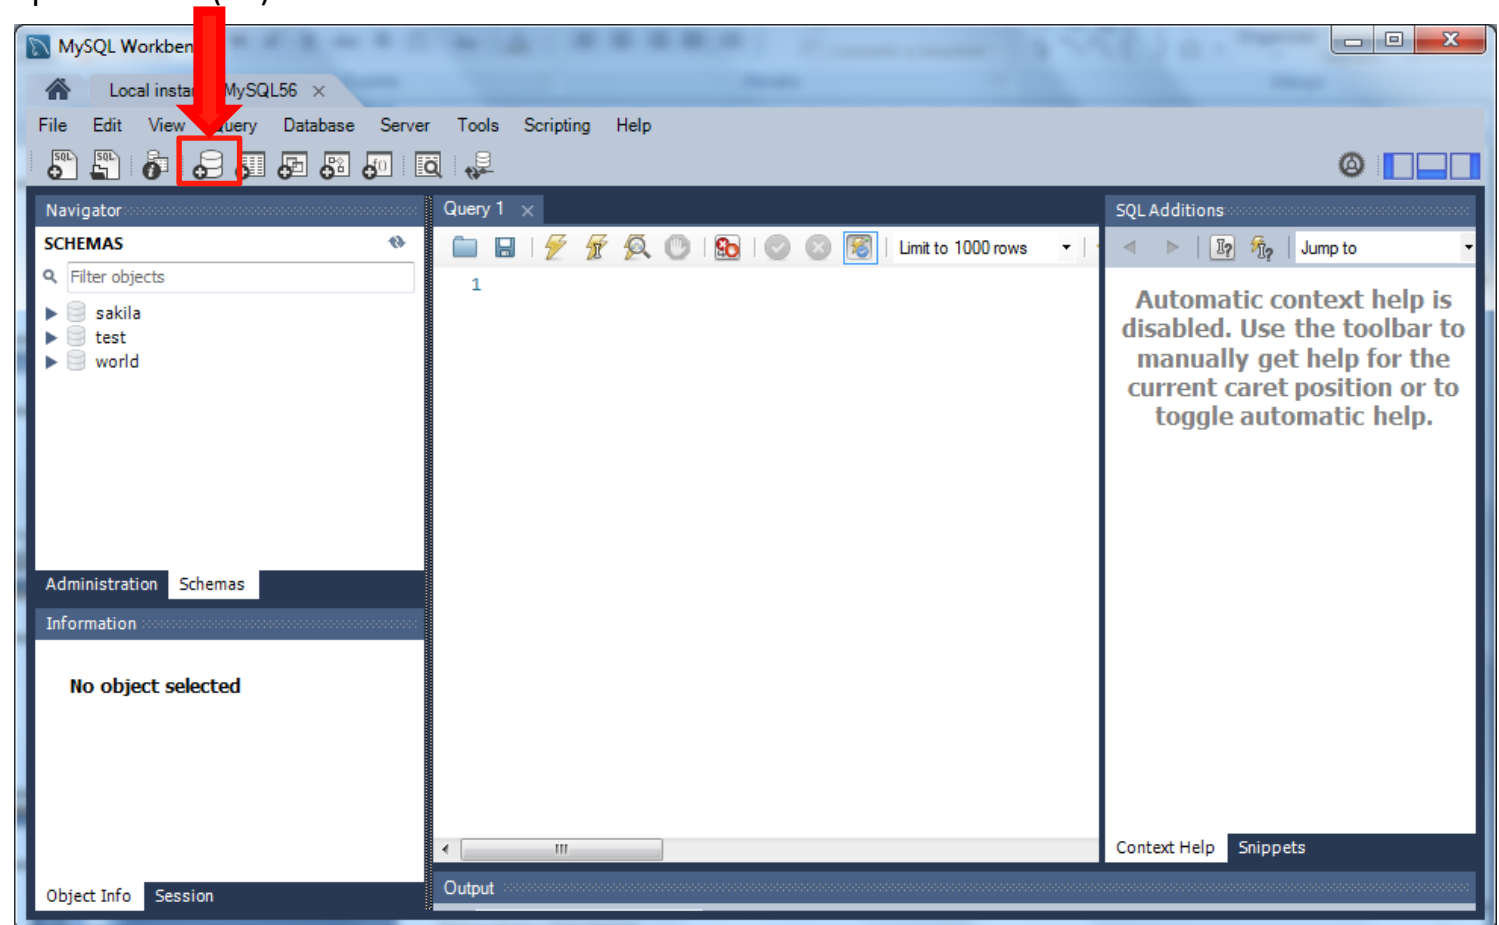 MySQL Workben
Local insta MySQL56
File Edit View Query Database Server Tools Scripting Help
SQL SQL
Navigator
SCHEMAS
Filter objects
sakila
test
world
Administration Schemas
Information
No object selected
Object Info Session
Query 1
Limit to 1000 rows
1
Output
SQL Additions
Jump to
Automatic context help is
disabled. Use the toolbar to
manually get help for the
current caret position or to
toggle automatic help.
Context Help Snippets